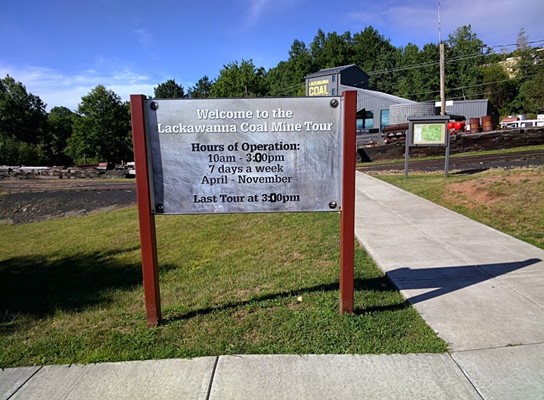 Welcome to the
Lackawanna Coal Mine Tour
Hours of Operation:
10am - 3:00pm
7 days a week
April - November
Last Tour at 3:00pm
COAL